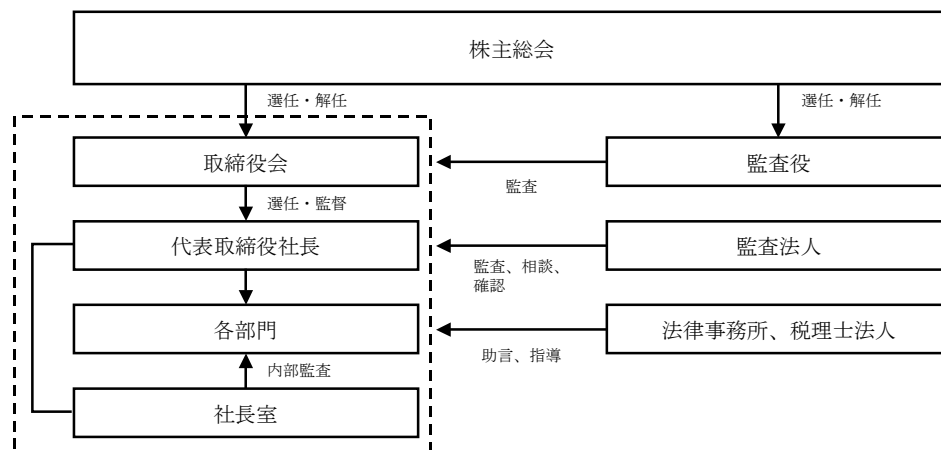 株主総会
選任・解任
選任・解任
取締役会
監査役
監査
選任・監督
代表取締役社長
監査法人
監査、相談、
確認
各部門
法律事務所、税理士法人
助言、指導
内部監査
社長室